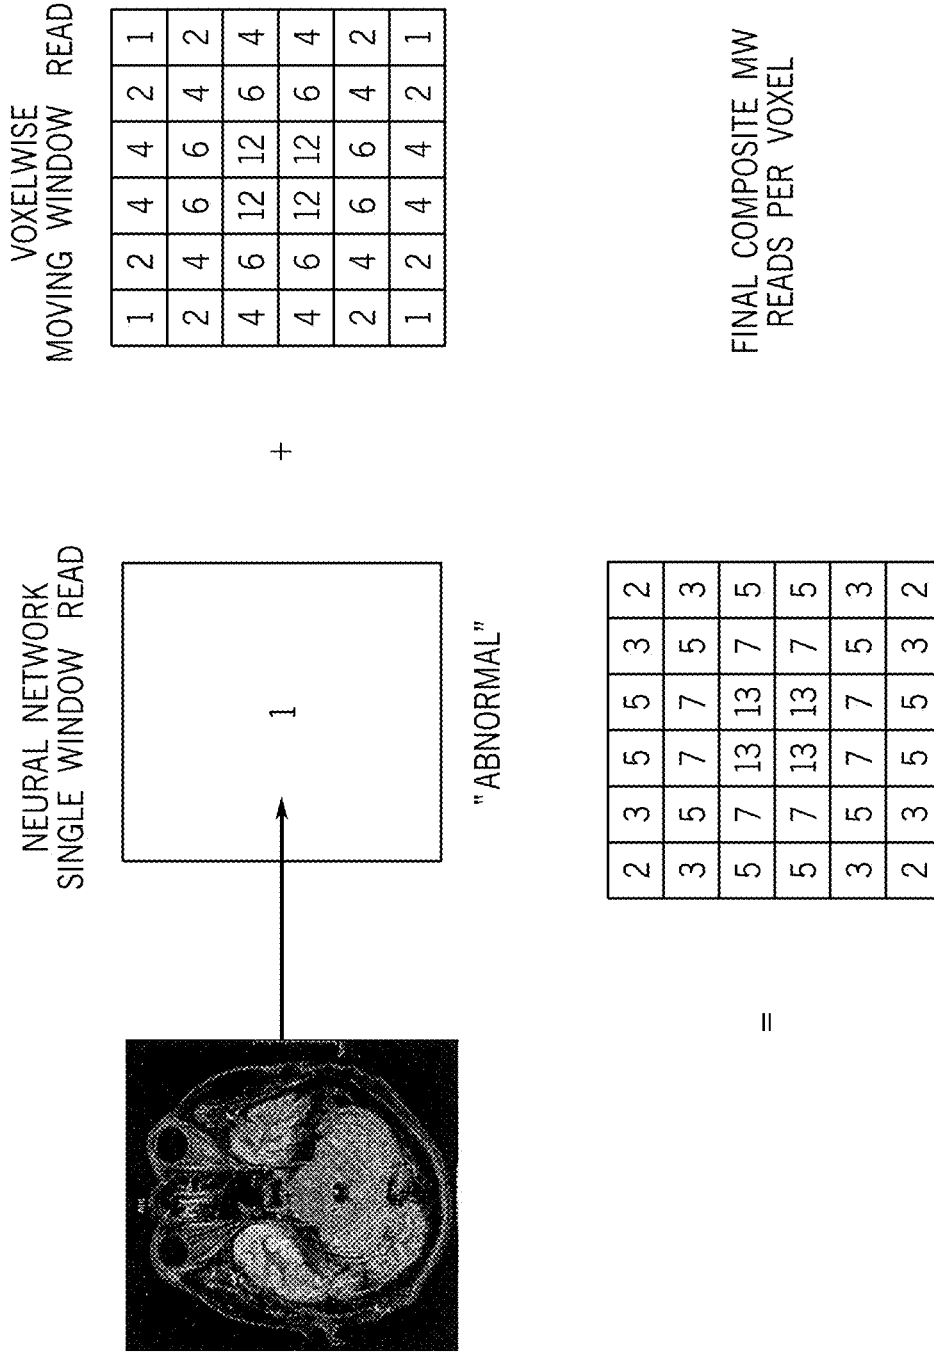 NEURAL NETWORK
SINGLE WINDOW READ
1
"ABNORMAL"
+
VOXELWISE
MOVING WINDOW READ
1 2 4 4 2 1
2 4 6 6 4 2
4 6 12 12 6 4
4 6 12 12 6 4
2 4 6 6 4 2
1 2 4 4 2 1
=
2 3 5 5 3 2
3 5 7 7 5 3
5 7 13 13 7 5
5 7 13 13 7 5
3 5 7 7 5 3
2 3 5 5 3 2
FINAL COMPOSITE MW
READS PER VOXEL